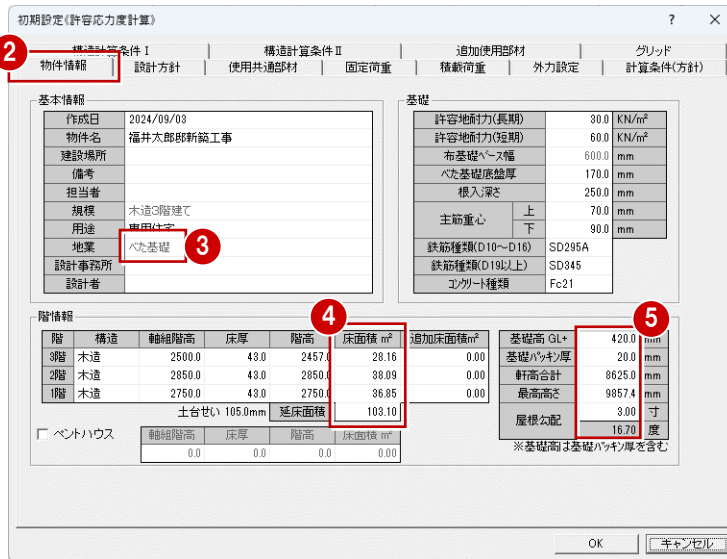 初期設定《許容応力度計算》 ? ×
構造計算条件Ⅰ 構造計算条件Ⅱ 追加使用部材 グリッド
2
物件情報 設計方針 使用共通部材 固定荷重 積載荷重 外力設定 計算条件(方針)
基本情報
作成日 2024/09/03
物件名 福井太郎邸新築工事
建設場所
備考
担当者
規模 木造3階建て
用途 専用住宅
地業 べた基礎 3
設計事務所
設計者
基礎
許容地耐力(長期) 30.0 KN/m²
許容地耐力(短期) 60.0 KN/m²
布基礎ベース幅 600.0 mm
べた基礎底盤厚 170.0 mm
根入深さ 250.0 mm
主筋重心 上 70.0 mm
下 90.0 mm
鉄筋種類(D10～D16) SD295A
鉄筋種類(D19以上) SD345
コンクリート種類 Fc21
階情報 4 5
階 構造 軸組階高 床厚 階高 床面積 m² 追加床面積m²
3階 木造 2500.0 43.0 2457.0 28.16 0.00
2階 木造 2850.0 43.0 2850.0 38.09 0.00
1階 木造 2750.0 43.0 2750.0 36.85 0.00
土台せい 105.0mm 延床面積 103.10
ペントハウス 軸組階高 床厚 階高 床面積 m²
0.0 0.0 0.0 0.00
基礎高 GL+ 420.0 mm
基礎パッキン厚 20.0 mm
軒高合計 8625.0 mm
最高高さ 9857.4 mm
屋根勾配 3.00 寸
16.70 度
※基礎高は基礎パッキン厚を含む
OK キャンセル